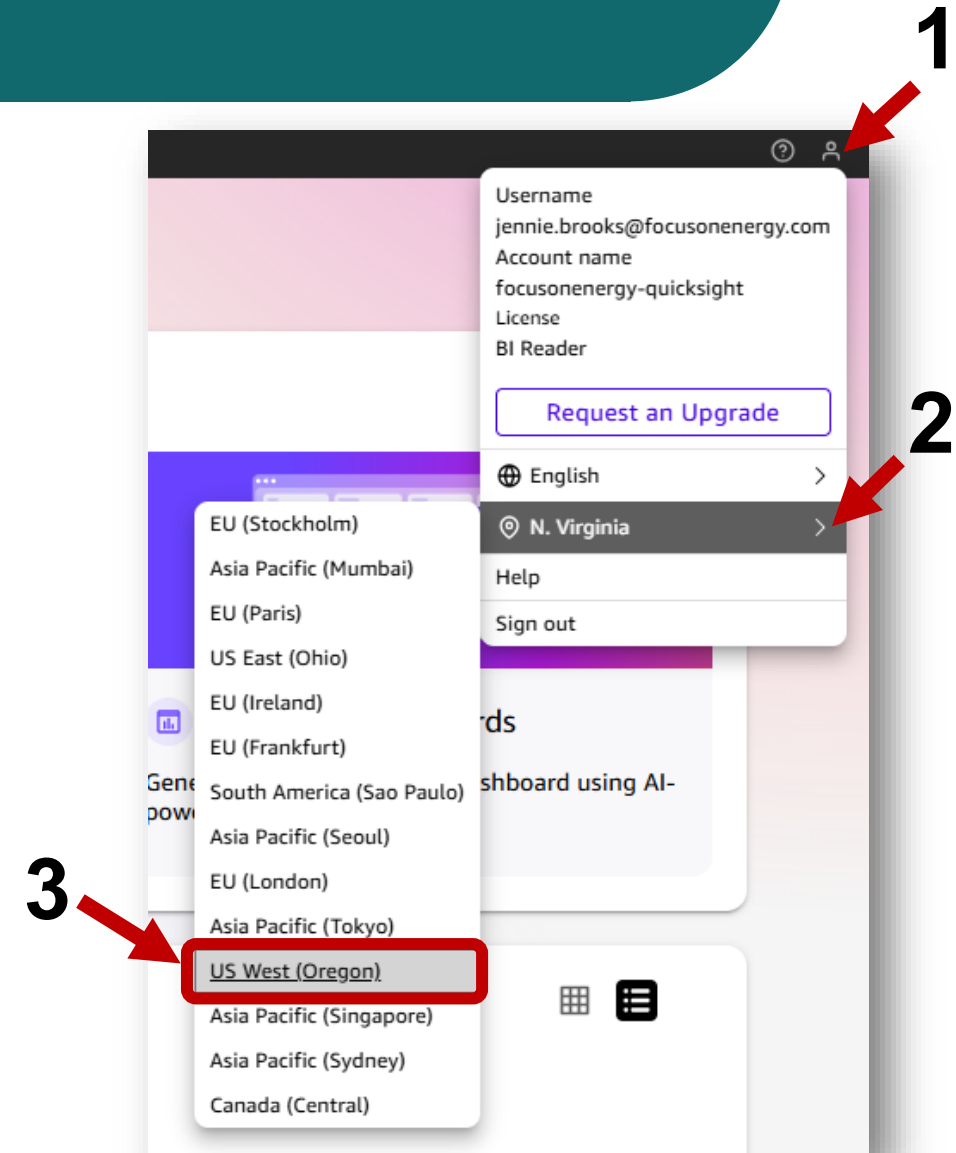 1
Username
jennie.brooks@focusonenergy.com
Account name
focusonenergy-quicksight
License
BI Reader
Request an Upgrade
2
English
N. Virginia
Help
Sign out
EU (Stockholm)
Asia Pacific (Mumbai)
EU (Paris)
US East (Ohio)
EU (Ireland)
EU (Frankfurt)
South America (Sao Paulo)
Asia Pacific (Seoul)
EU (London)
Asia Pacific (Tokyo)
3
US West (Oregon)
Asia Pacific (Singapore)
Asia Pacific (Sydney)
Canada (Central)
rds
Gene
shboard using AI-
powe